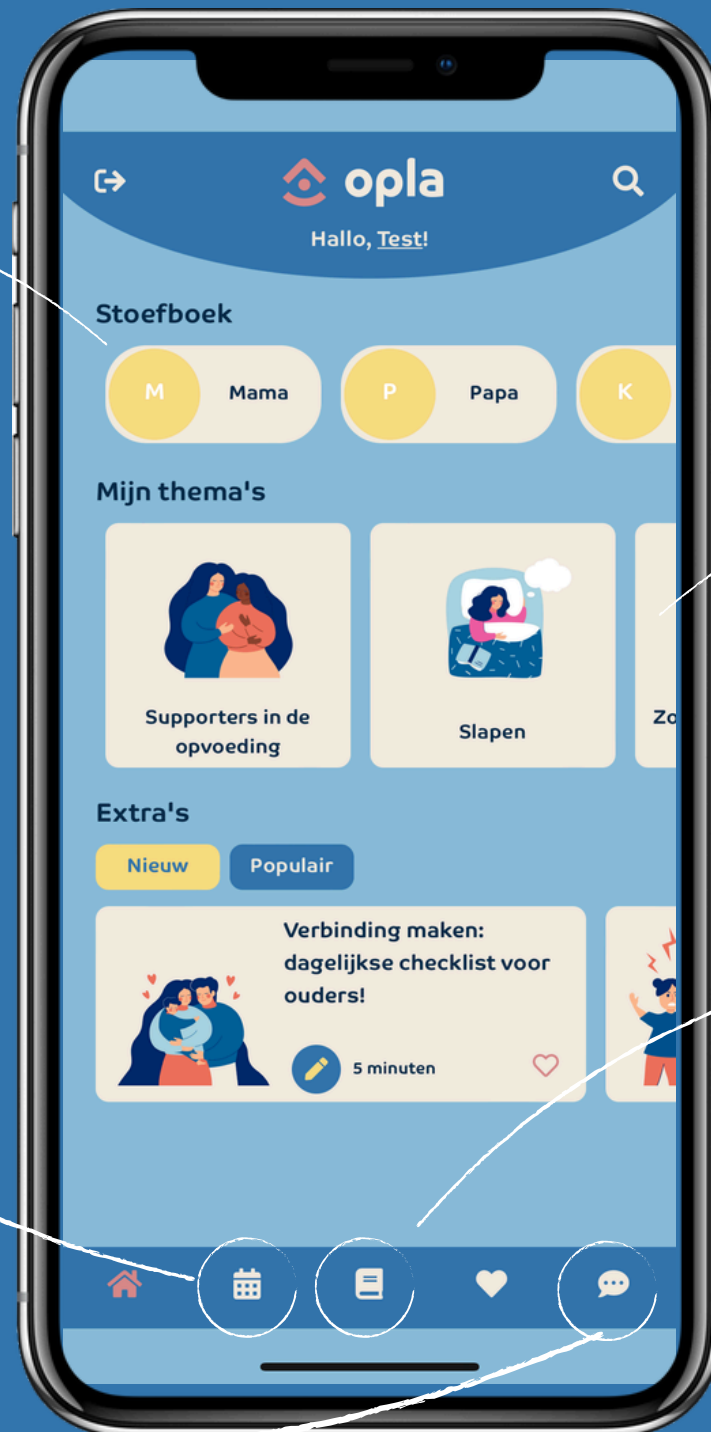 opla
Hallo, Test!
Stoefboek
M
Mama
P
Papa
K
Mijn thema's
Supporters in de
opvoeding
Slapen
Zo
Extra's
Nieuw
Populair
Verbinding maken:
dagelijkse checklist voor
ouders!
5 minuten